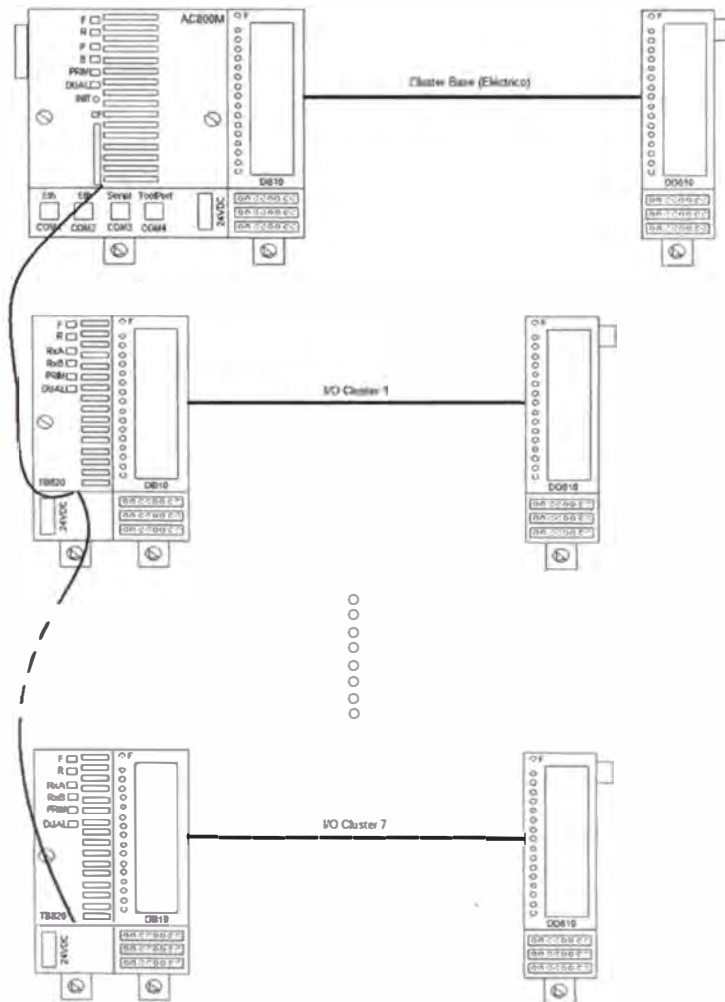 AC800M
F
R
P
B
PRIM
DUAL
INIT
F
F
Cluster Base (Eléctrico)
DI810
DO810
Eth Eth Serial ToolPort
COM2 COM3 COM4
24VDC
F
R
RxA
RxB
PRIM
DUAL
F
F
I/O Cluster 1
TB820
DI810
DO810
24VDC
F
R
RxA
RxB
PRIM
DUAL
F
F
I/O Cluster 7
TB820
DI810
DO810
24VDC